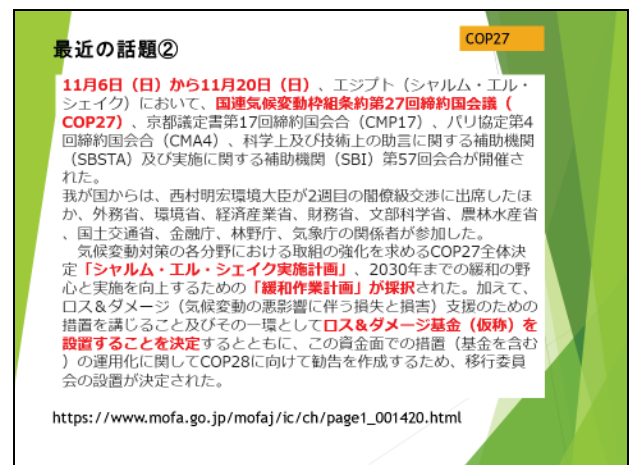 最近の話題②
COP27
11月6日（日）から11月20日（日）、エジプト（シャルム・エル・
シェイク）において、国連気候変動枠組条約第27回締約国会議（
COP27）、京都議定書第17回締約国会合（CMP17）、パリ協定第4
回締約国会合（CMA4）、科学上及び技術上の助言に関する補助機関
（SBSTA）及び実施に関する補助機関（SBI）第57回会合が開催さ
れた。
我が国からは、西村明宏環境大臣が2週目の閣僚級交渉に出席したほ
か、外務省、環境省、経済産業省、財務省、文部科学省、農林水産省
、国土交通省、金融庁、林野庁、気象庁の関係者が参加した。
　気候変動対策の各分野における取組の強化を求めるCOP27全体決
定「シャルム・エル・シェイク実施計画」、2030年までの緩和の野
心と実施を向上するための「緩和作業計画」が採択された。加えて、
ロス&ダメージ（気候変動の悪影響に伴う損失と損害）支援のための
措置を講じること及びその一環としてロス&ダメージ基金（仮称）を
設置することを決定するとともに、この資金面での措置（基金を含む
）の運用化に関してCOP28に向けて勧告を作成するため、移行委員
会の設置が決定された。
https://www.mofa.go.jp/mofaj/ic/ch/page1_001420.html